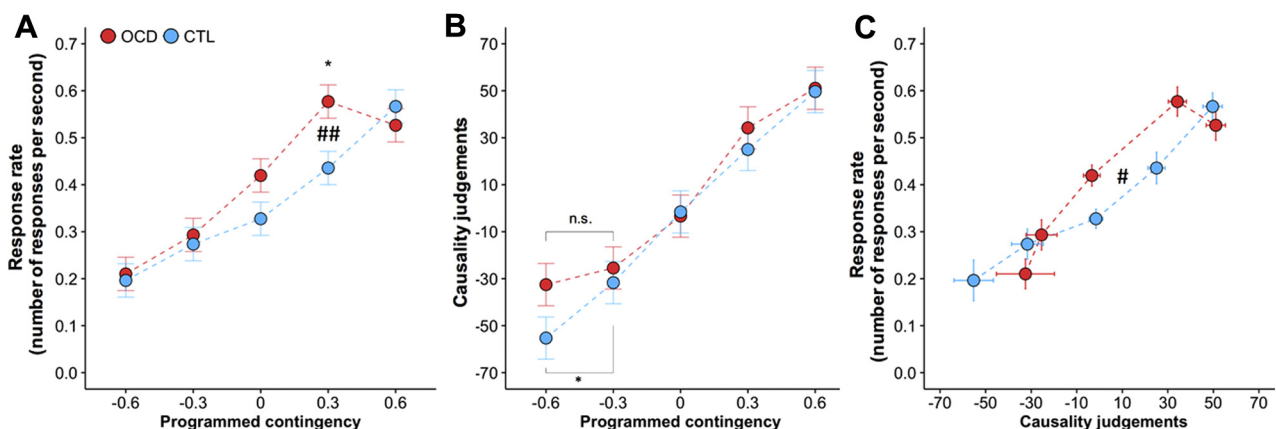 A
OCD CTL
Response rate
(number of responses per second)
0.7
0.6
0.5
0.4
0.3
0.2
0.1
0.0
*
##
-0.6 -0.3 0 0.3 0.6
Programmed contingency
B
Causality judgements
70
50
30
10
-10
-30
-50
-70
n.s.
*
-0.6 -0.3 0 0.3 0.6
Programmed contingency
C
Response rate
(number of responses per second)
0.7
0.6
0.5
0.4
0.3
0.2
0.1
0.0
#
-70 -50 -30 -10 10 30 50 70
Causality judgements